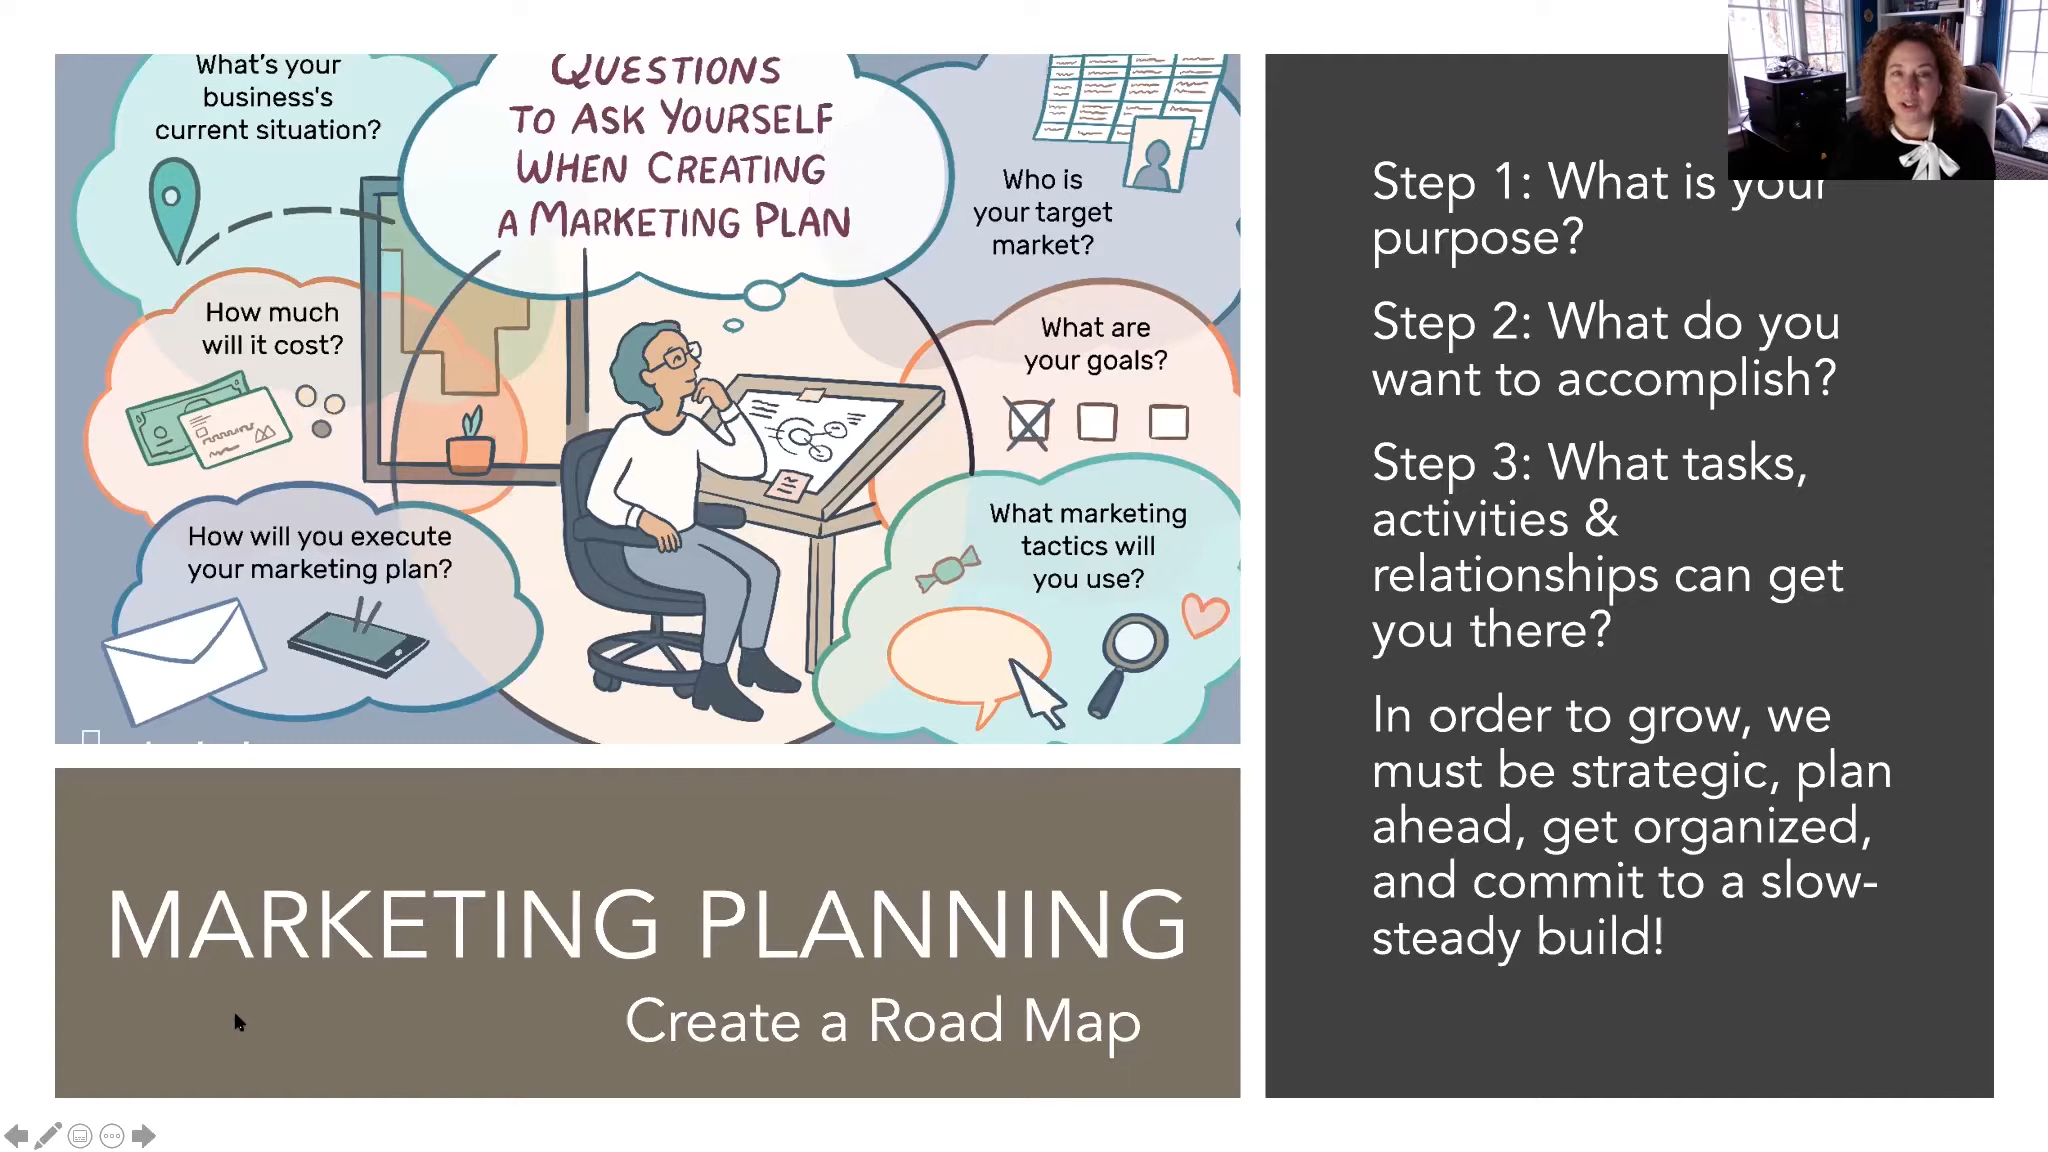 What's your
business's
current situation?
QUESTIONS
TO ASK YOURSELF
WHEN CREATING
A MARKETING PLAN
Who is
your target
market?
How much
will it cost?
What are
your goals?
How will you execute
your marketing plan?
What marketing
tactics will
you use?
MARKETING PLANNING
Create a Road Map
Step 1: What is your
purpose?
Step 2: What do you
want to accomplish?
Step 3: What tasks,
activities &
relationships can get
you there?
In order to grow, we
must be strategic, plan
ahead, get organized,
and commit to a slow-
steady build!